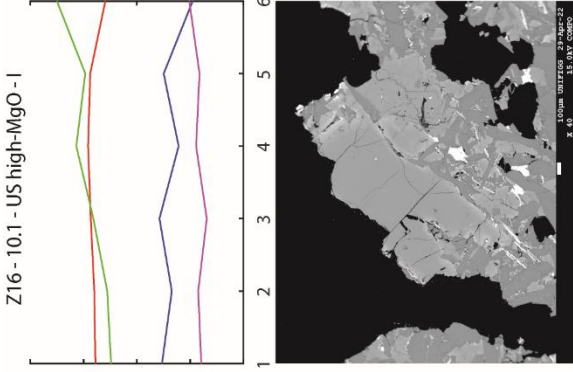 Z16 - 10.1 - US high-MgO - I
1 2 3 4 5 6
100µm UNIFIGG 29-Apr-22
X 40 15.0kV COMPO